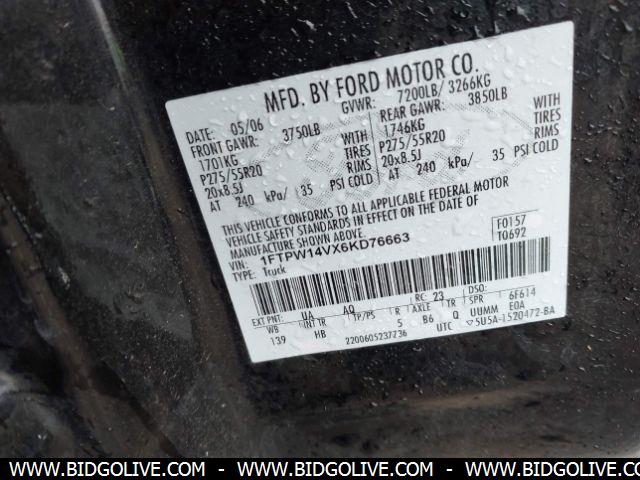 MFD. BY FORD MOTOR CO.
DATE: 05/06 GVWR: 7200LB/ 3266KG
FRONT GAWR: 3750LB REAR GAWR: 3850LB
1701KG WITH 1746KG WITH
P275/55R20 TIRES P275/55R20 TIRES
20x8.5J RIMS 20x8.5J RIMS
AT 240 kPa/ 35 PSI COLD AT 240 kPa/ 35 PSI COLD
THIS VEHICLE CONFORMS TO ALL APPLICABLE FEDERAL MOTOR
VEHICLE SAFETY STANDARDS IN EFFECT ON THE DATE OF
MANUFACTURE SHOWN ABOVE.
VIN: 1FTPW14VX6KD76663 F0157
TYPE: Truck T0692
EXT PNT: UA AQ RC: 23 DSO:
WB INT TR TP/PS R AXLE TR SPR 6F614
139 HB 5 B6 Q UUMM E0A
2200605237236 UTC ▽5U5A-1520472-BA
WWW.BIDGOLIVE.COM - WWW.BIDGOLIVE.COM - WWW.BIDGOLIVE.COM